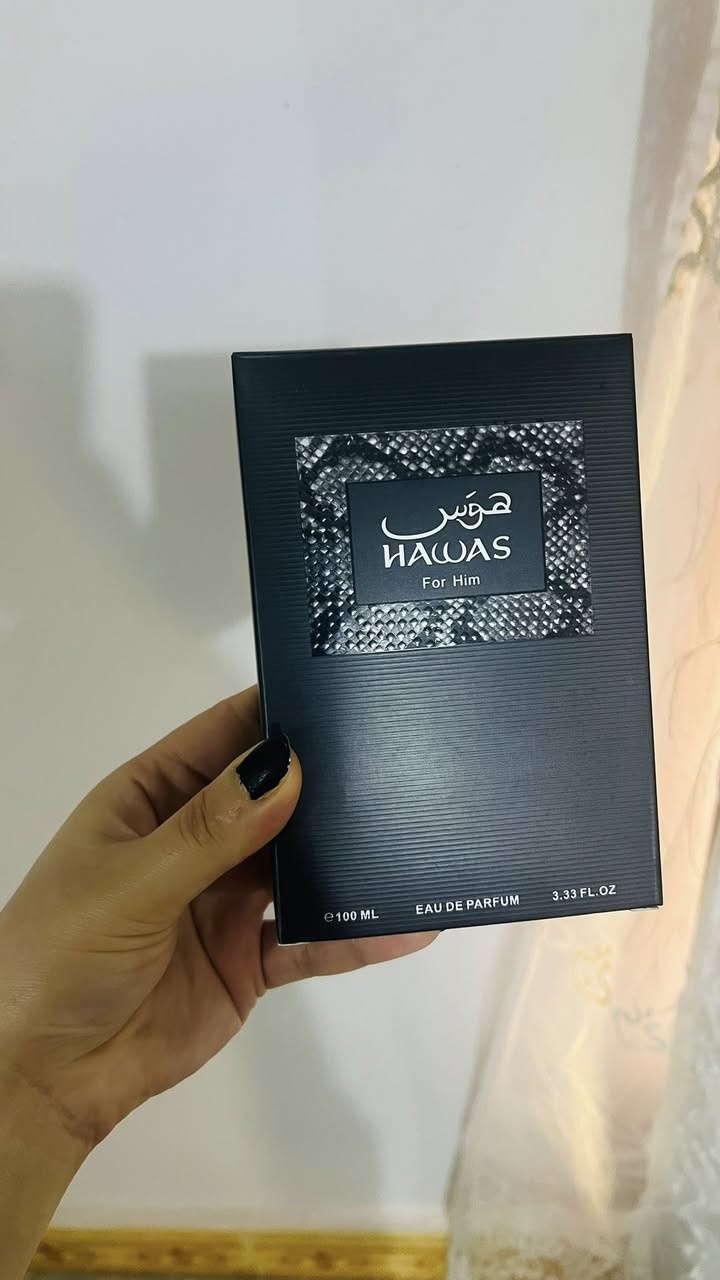 هوَس
HAWAS
For Him
℮100 ML EAU DE PARFUM 3.33 FL.OZ